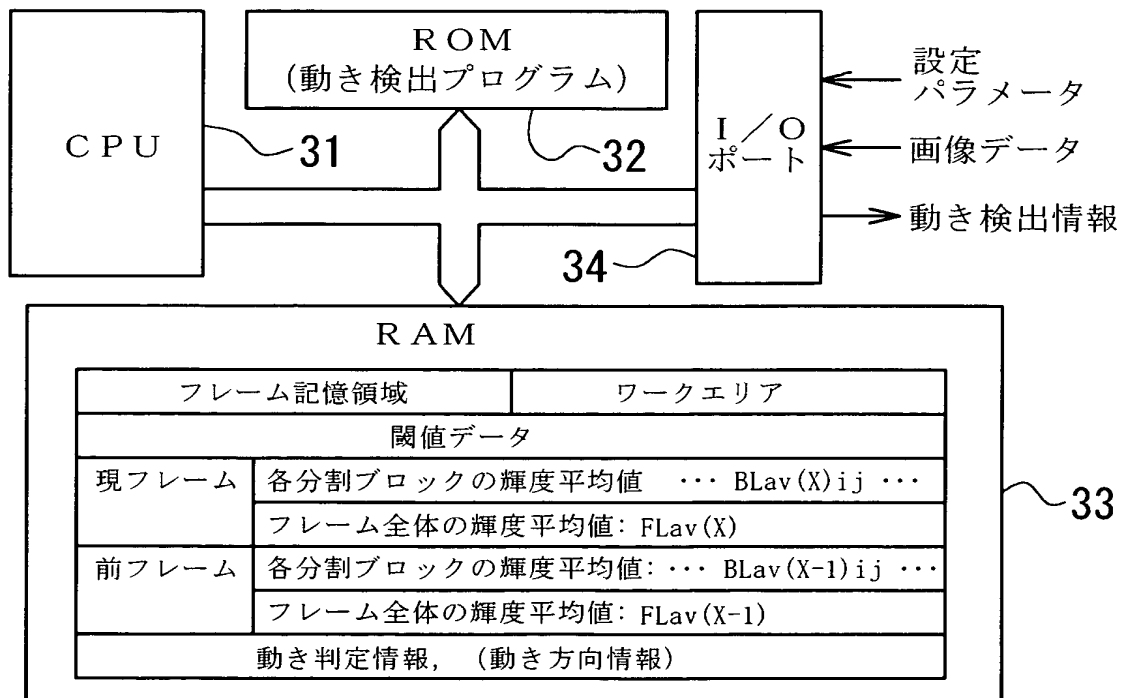 ROM
(動き検出プログラム)
CPU
31
32
I/O
ポート
34
設定
パラメータ
画像データ
動き検出情報
RAM
フレーム記憶領域 ワークエリア
閾値データ
現フレーム 各分割ブロックの輝度平均値 … BLav(X)ij …
フレーム全体の輝度平均値: FLav(X)
前フレーム 各分割ブロックの輝度平均値: … BLav(X-1)ij …
フレーム全体の輝度平均値: FLav(X-1)
動き判定情報, (動き方向情報)
33